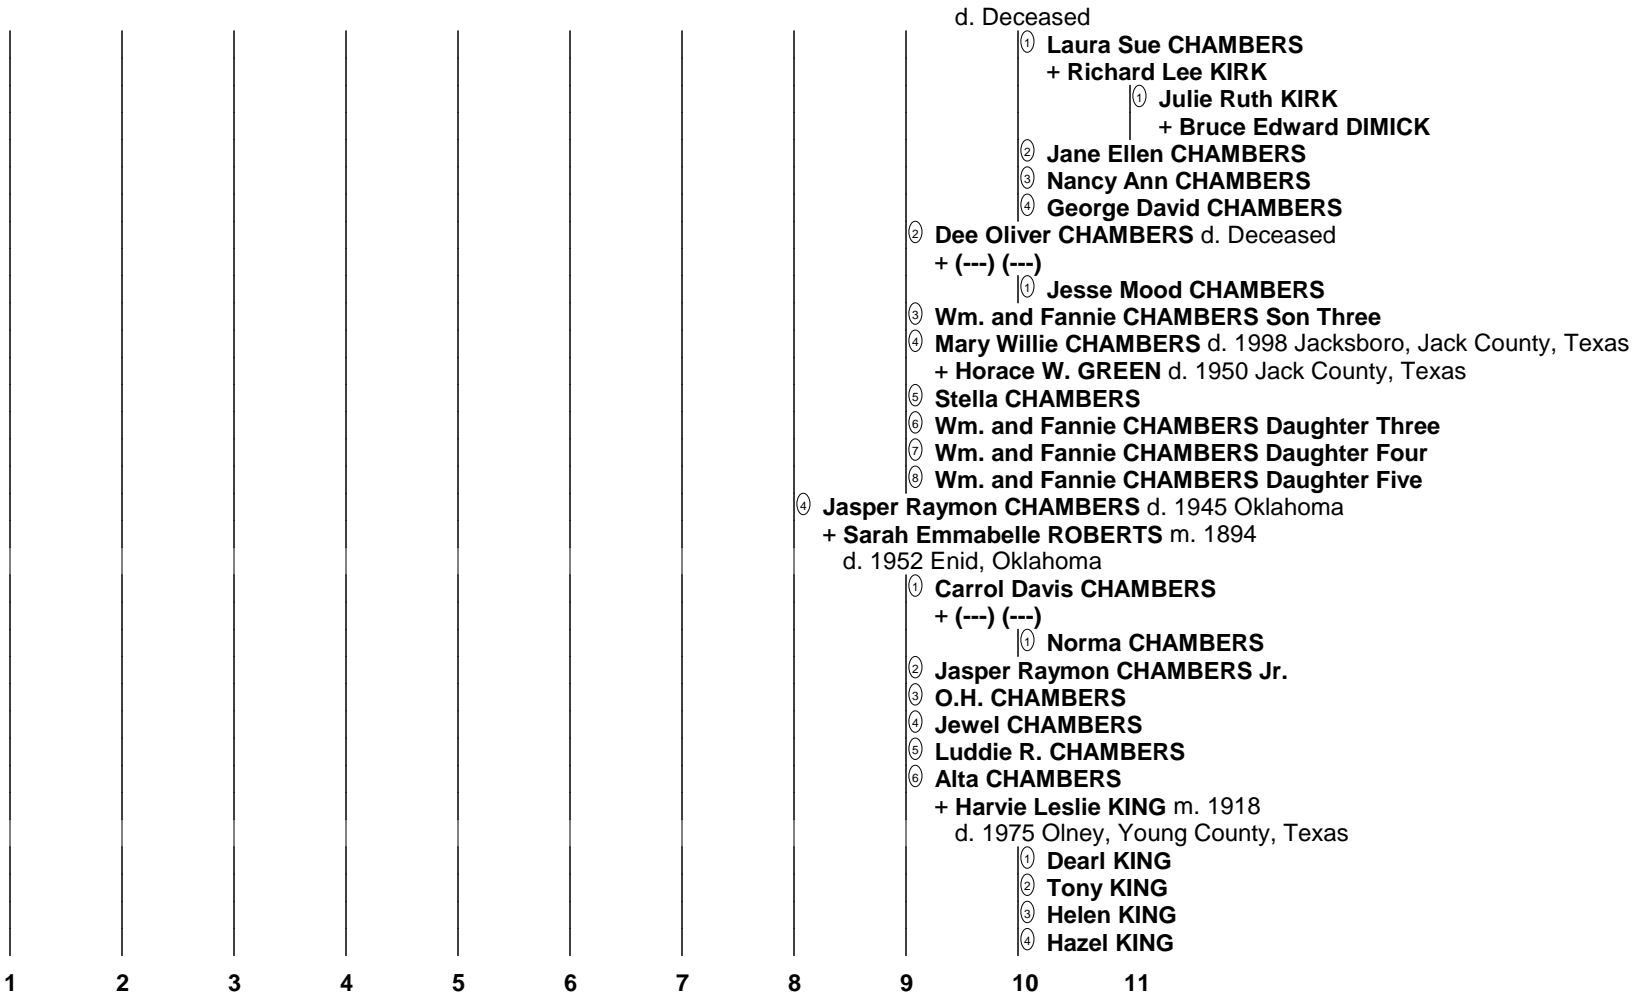 d. Deceased
① Laura Sue CHAMBERS
+ Richard Lee KIRK
① Julie Ruth KIRK
+ Bruce Edward DIMICK
② Jane Ellen CHAMBERS
③ Nancy Ann CHAMBERS
④ George David CHAMBERS
② Dee Oliver CHAMBERS d. Deceased
+ (---) (---)
① Jesse Mood CHAMBERS
③ Wm. and Fannie CHAMBERS Son Three
④ Mary Willie CHAMBERS d. 1998 Jacksboro, Jack County, Texas
+ Horace W. GREEN d. 1950 Jack County, Texas
⑤ Stella CHAMBERS
⑥ Wm. and Fannie CHAMBERS Daughter Three
⑦ Wm. and Fannie CHAMBERS Daughter Four
⑧ Wm. and Fannie CHAMBERS Daughter Five
④ Jasper Raymon CHAMBERS d. 1945 Oklahoma
+ Sarah Emmabelle ROBERTS m. 1894
d. 1952 Enid, Oklahoma
① Carrol Davis CHAMBERS
+ (---) (---)
① Norma CHAMBERS
② Jasper Raymon CHAMBERS Jr.
③ O.H. CHAMBERS
④ Jewel CHAMBERS
⑤ Luddie R. CHAMBERS
⑥ Alta CHAMBERS
+ Harvie Leslie KING m. 1918
d. 1975 Olney, Young County, Texas
① Dearl KING
② Tony KING
③ Helen KING
④ Hazel KING
1 2 3 4 5 6 7 8 9 10 11